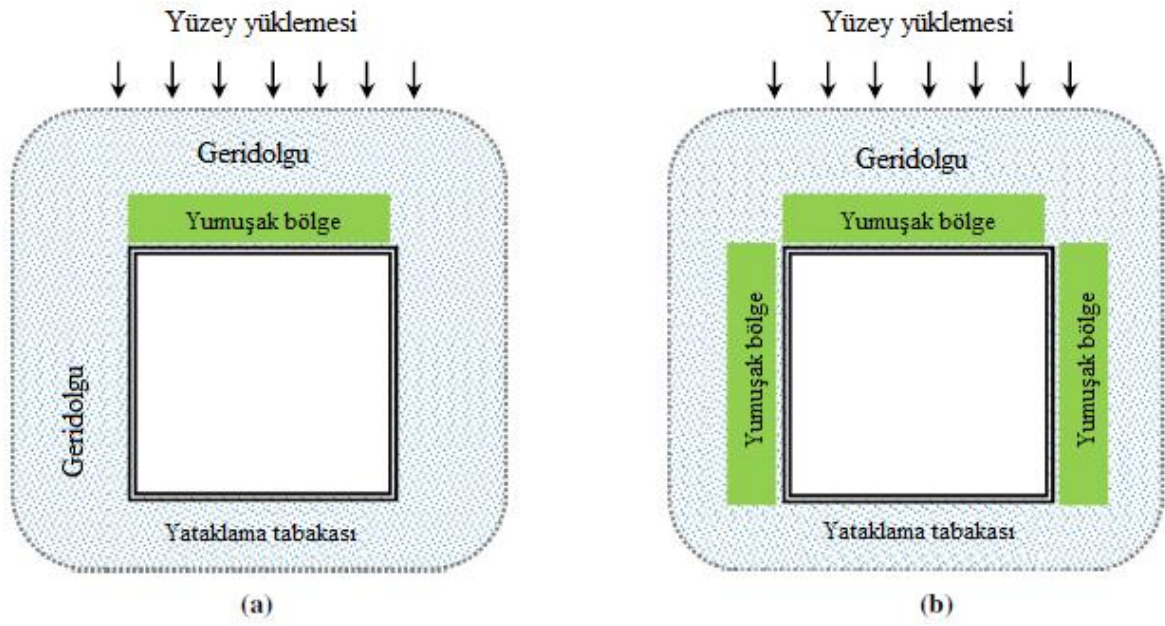 Yüzey yüklemesi
Geridolgu
Yumuşak bölge
Geridolgu
Yataklama tabakası
(a)
Yüzey yüklemesi
Geridolgu
Yumuşak bölge
Yumuşak bölge
Yumuşak bölge
Yataklama tabakası
(b)